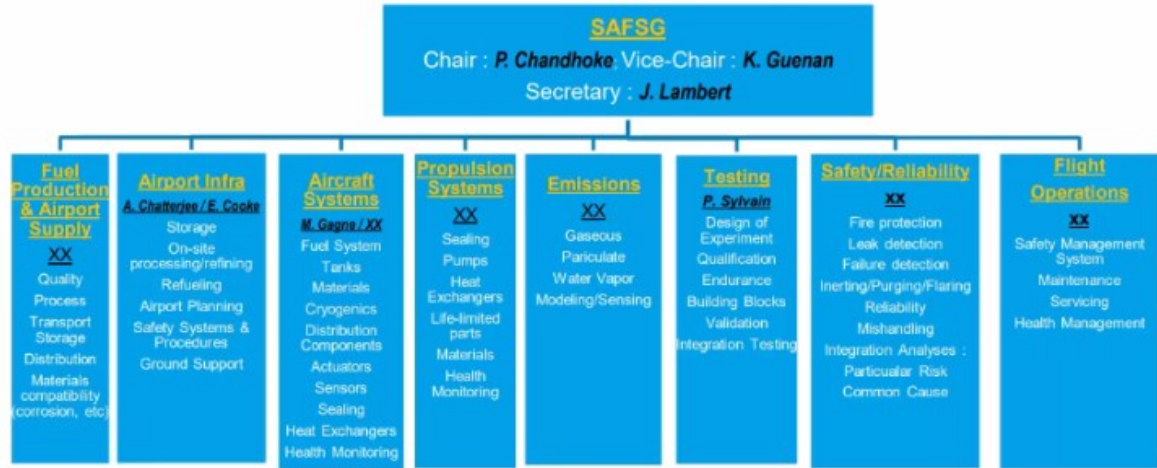 SAFSG
Chair : P. Chandhoke; Vice-Chair : K. Guenan
Secretary : J. Lambert
Fuel
Production
& Airport
Supply
XX
Quality
Process
Transport
Storage
Distribution
Materials
compatibility
(corrosion, etc)
Airport Infra
A. Chatterjee / E. Cooke
Storage
On-site
processing/refining
Refueling
Airport Planning
Safety Systems &
Procedures
Ground Support
Aircraft
Systems
M. Gagne / XX
Fuel System
Tanks
Materials
Cryogenics
Distribution
Components
Actuators
Sensors
Sealing
Heat Exchangers
Health Monitoring
Propulsion
Systems
XX
Sealing
Pumps
Heat
Exchangers
Life-limited
parts
Materials
Health
Monitoring
Emissions
XX
Gaseous
Pariculate
Water Vapor
Modeling/Sensing
Testing
P. Sylvain
Design of
Experiment
Qualification
Endurance
Building Blocks
Validation
Integration Testing
Safety/Reliability
xx
Fire protection
Leak detection
Failure detection
Inerting/Purging/Flaring
Reliability
Mishandling
Integration Analyses :
Particualar Risk
Common Cause
Flight
Operations
xx
Safety Management
System
Maintenance
Servicing
Health Management